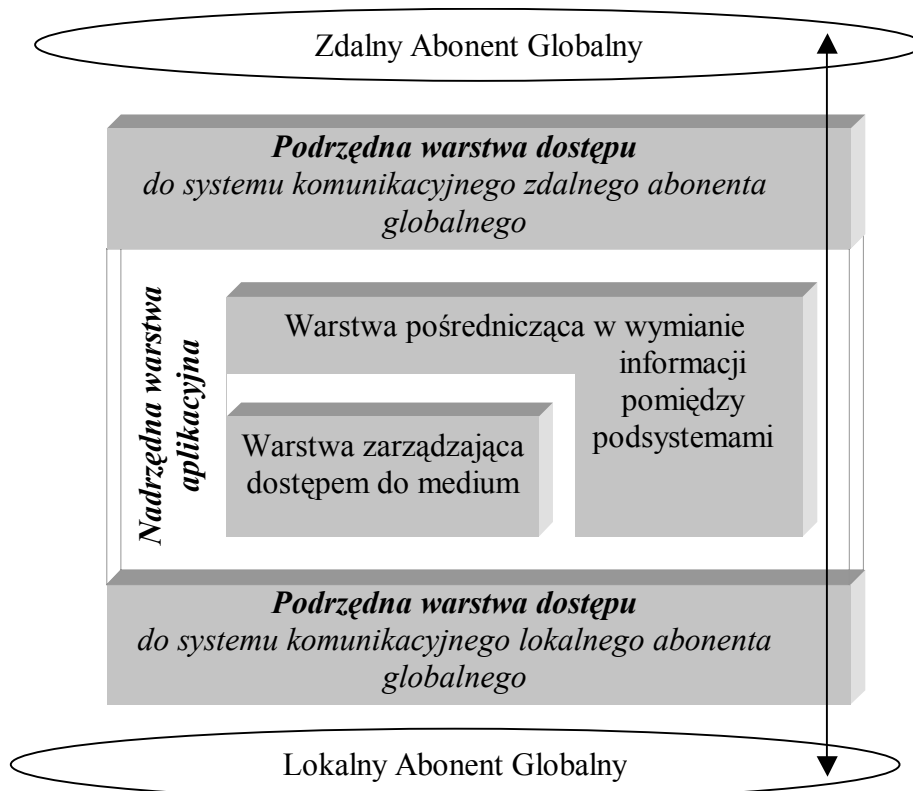 Zdalny Abonent Globalny
Podrzędna warstwa dostępu
do systemu komunikacyjnego zdalnego abonenta
globalnego
Nadrzędna warstwa
aplikacyjna
Warstwa pośrednicząca w wymianie
informacji
pomiędzy
podsystemami
Warstwa zarządzająca
dostępem do medium
Podrzędna warstwa dostępu
do systemu komunikacyjnego lokalnego abonenta
globalnego
Lokalny Abonent Globalny